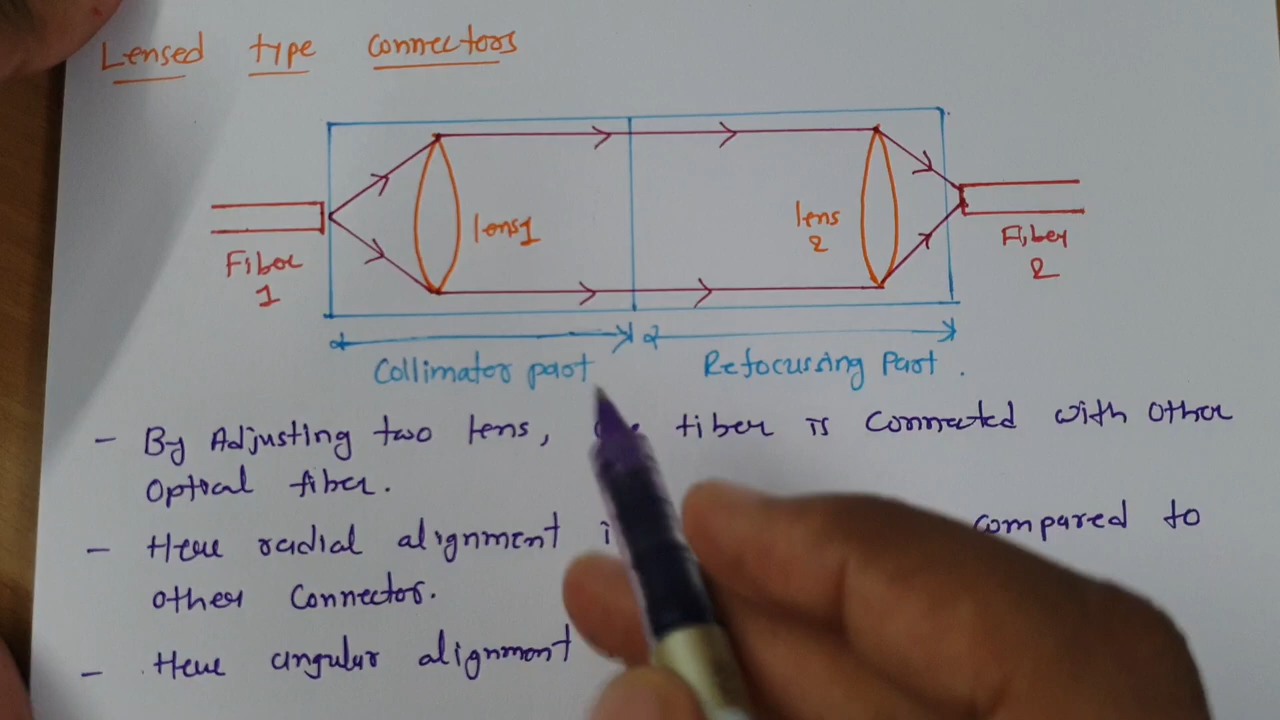 Lensed type connectors
lens1
lens
2
Fiber
1
Fiber
2
Collimator part
Refocussing Part.
- By Adjusting two lens, fiber is Connected with Other
Optical fiber.
- Here radial alignment compared to
other Connector.
- Here angular alignment